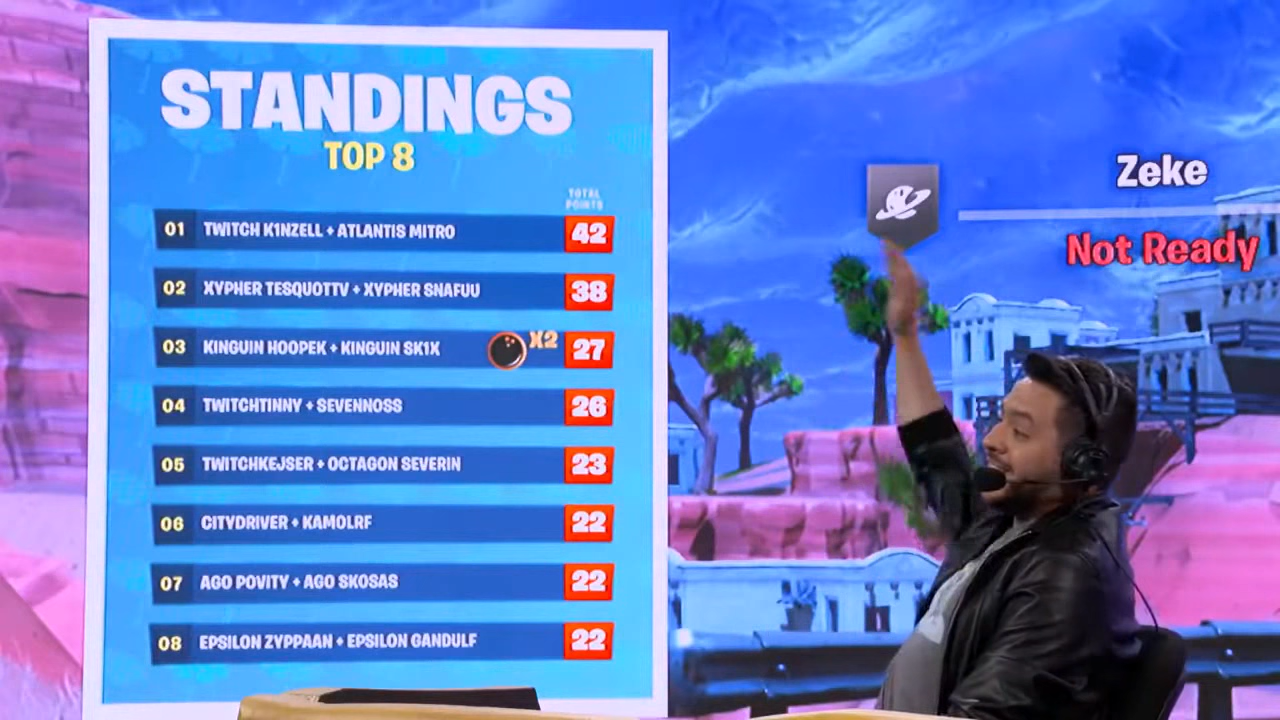 STANDINGS
TOP 8
TOTAL
POINTS
01 TWITCH K1NZELL + ATLANTIS MITRO 42
02 XYPHER TESQUOTTV + XYPHER SNAFUU 38
03 KINGUIN HOOPEK + KINGUIN SK1X X2 27
04 TWITCHTINNY + SEVENNOSS 26
05 TWITCHKEJSER + OCTAGON SEVERIN 23
06 CITYDRIVER + KAMOLRF 22
07 AGO POVITY + AGO SKOSAS 22
08 EPSILON ZYPPAAN + EPSILON GANDULF 22
Zeke
Not Ready